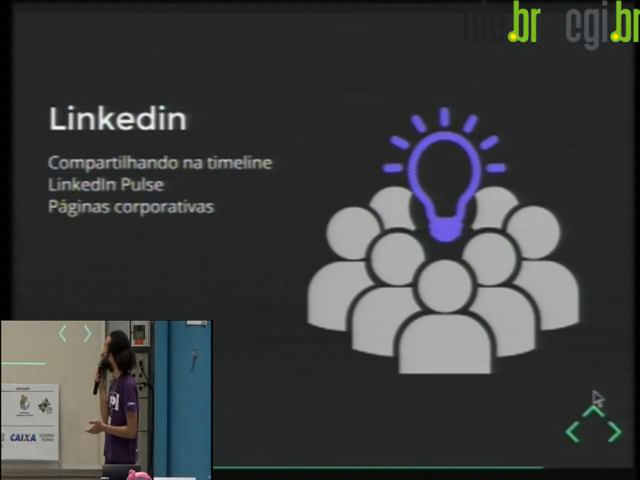 nic.br cgi.br
Linkedin
Compartilhando na timeline
LinkedIn Pulse
Páginas corporativas
CAIXA